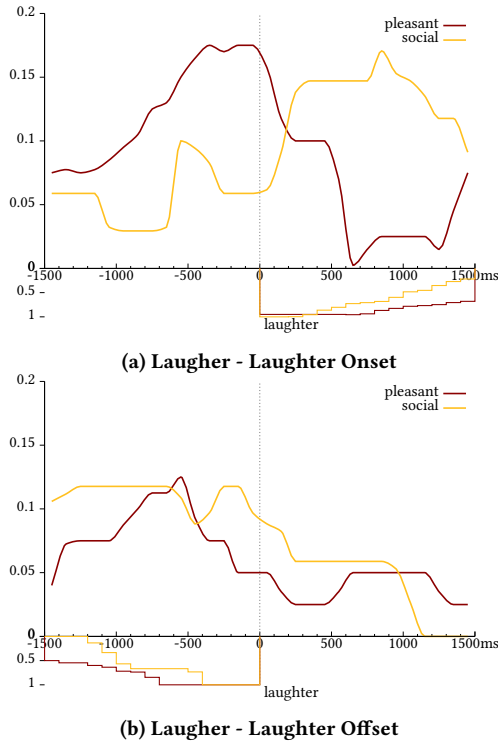 0.2
pleasant
social
0.15
0.1
0.05
0
-1500 -1000 -500 0 500 1000 1500ms
0.5
1
laughter
(a) Laugher - Laughter Onset
0.2
pleasant
social
0.15
0.1
0.05
0
-1500 -1000 -500 0 500 1000 1500ms
0.5
1
laughter
(b) Laugher - Laughter Offset